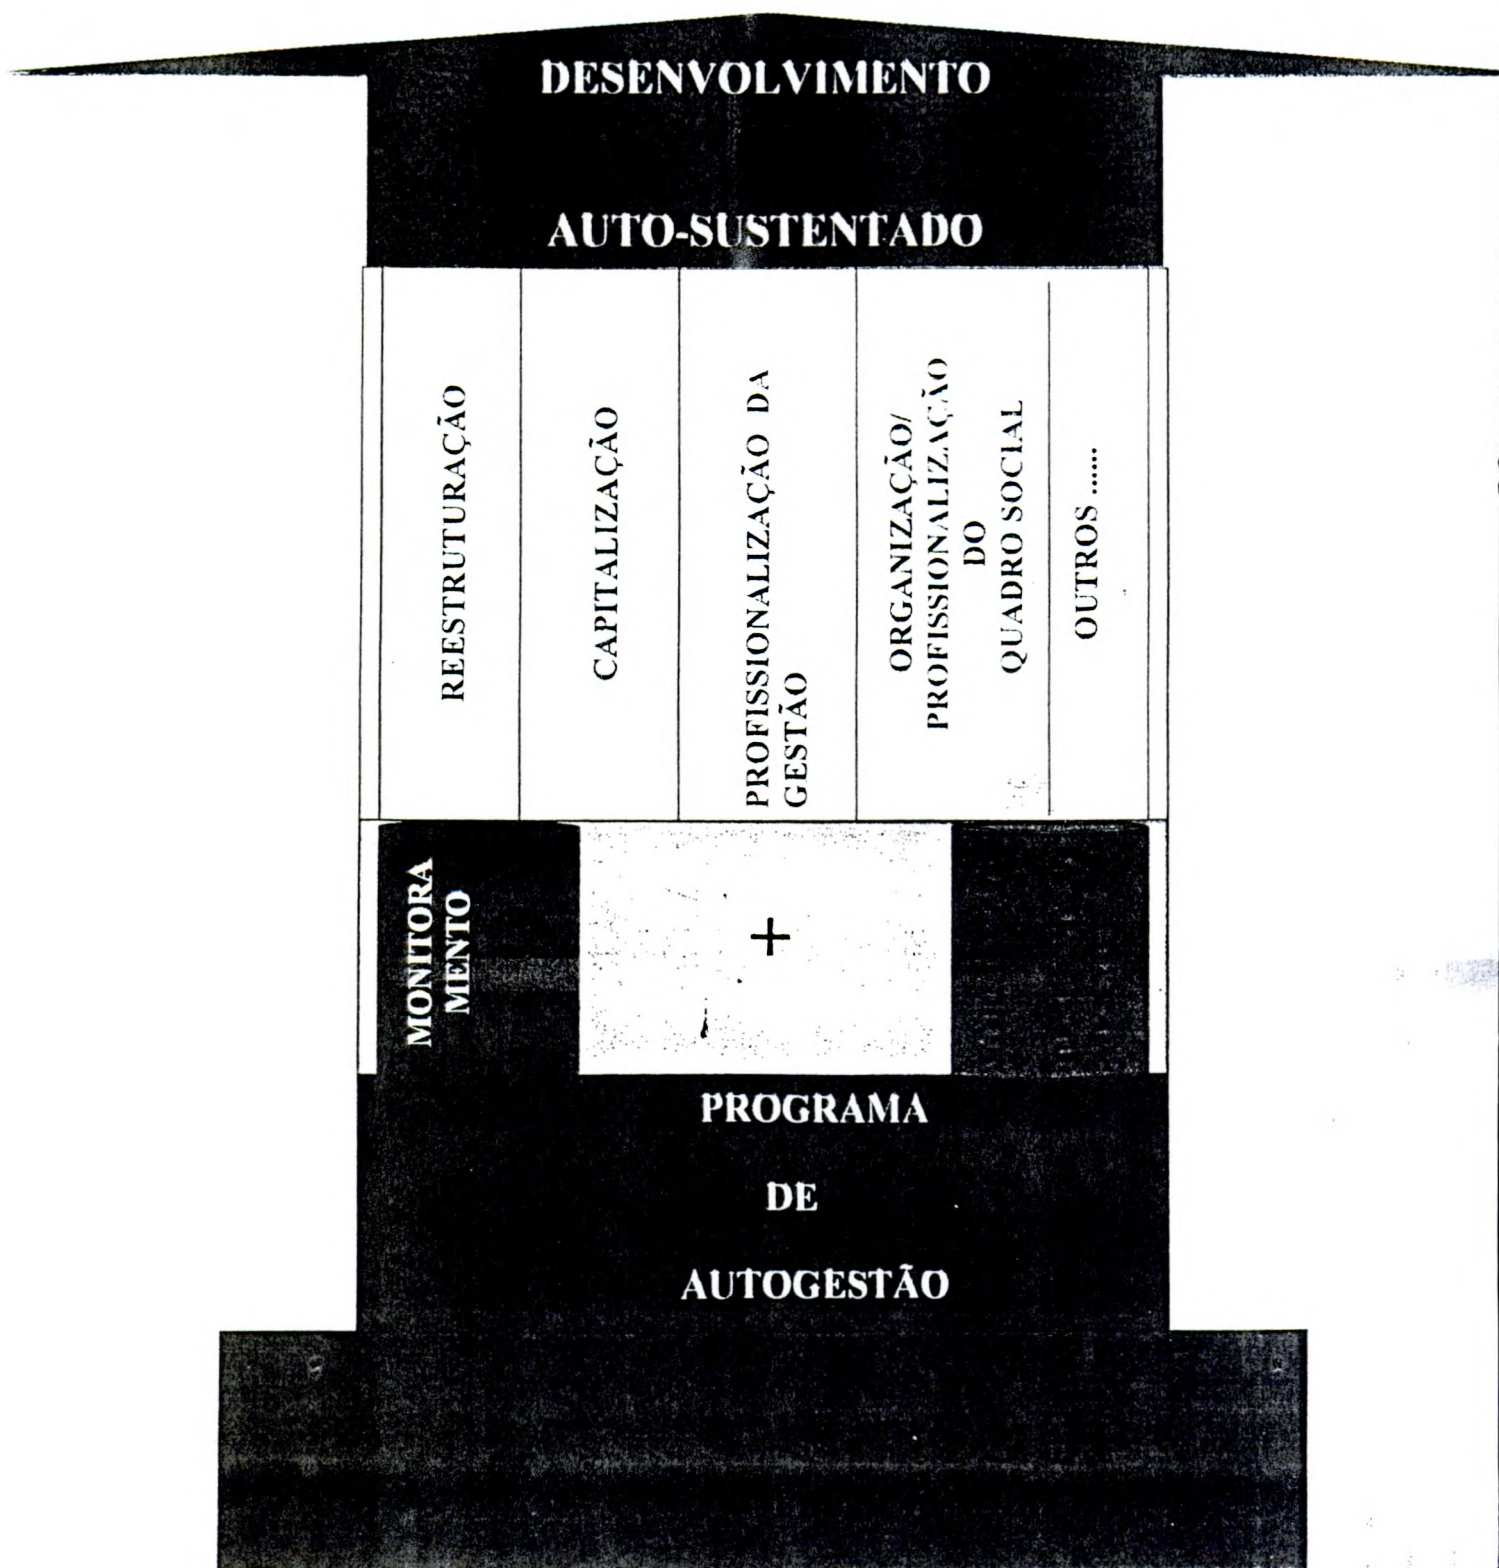 DESENVOLVIMENTO
AUTO-SUSTENTADO
REESTRUTURAÇÃO
CAPITALIZAÇÃO
PROFISSIONALIZAÇÃO DA
GESTÃO
ORGANIZAÇÃO/
PROFISSIONALIZAÇÃO
DO
QUADRO SOCIAL
OUTROS ......
MONITORA
MENTO
+
PROGRAMA
DE
AUTOGESTÃO